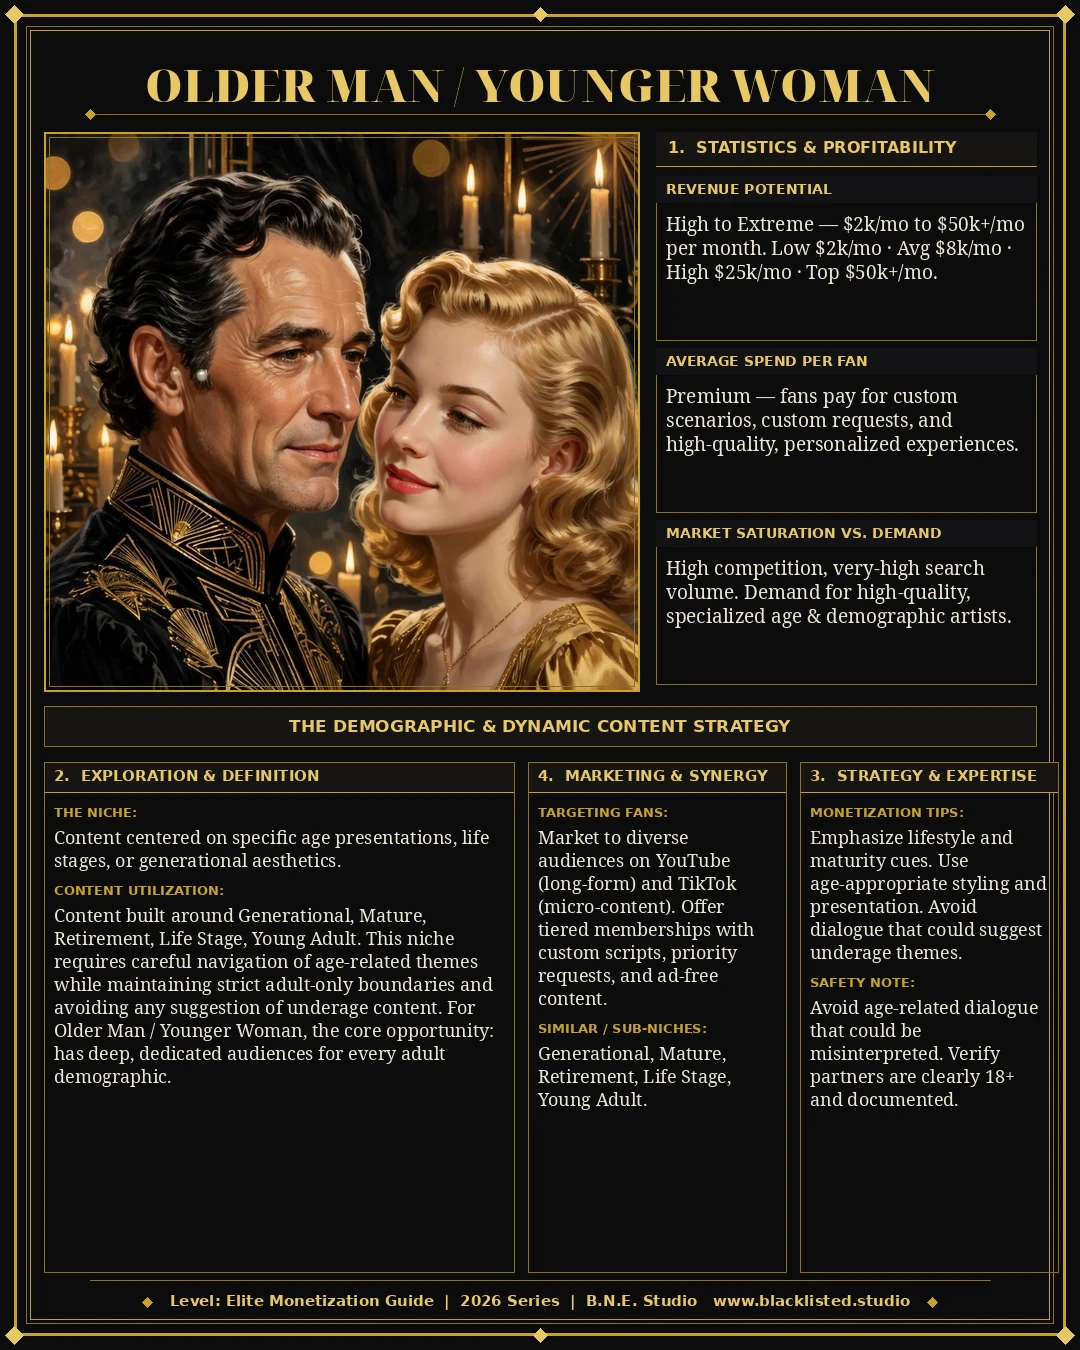 OLDER MAN / YOUNGER WOMAN
1. STATISTICS & PROFITABILITY
REVENUE POTENTIAL
High to Extreme — $2k/mo to $50k+/mo
per month. Low $2k/mo · Avg $8k/mo ·
High $25k/mo · Top $50k+/mo.
AVERAGE SPEND PER FAN
Premium — fans pay for custom
scenarios, custom requests, and
high-quality, personalized experiences.
MARKET SATURATION VS. DEMAND
High competition, very-high search
volume. Demand for high-quality,
specialized age & demographic artists.
THE DEMOGRAPHIC & DYNAMIC CONTENT STRATEGY
2. EXPLORATION & DEFINITION
THE NICHE:
Content centered on specific age presentations, life
stages, or generational aesthetics.
CONTENT UTILIZATION:
Content built around Generational, Mature,
Retirement, Life Stage, Young Adult. This niche
requires careful navigation of age-related themes
while maintaining strict adult-only boundaries and
avoiding any suggestion of underage content. For
Older Man / Younger Woman, the core opportunity:
has deep, dedicated audiences for every adult
demographic.
4. MARKETING & SYNERGY
TARGETING FANS:
Market to diverse
audiences on YouTube
(long-form) and TikTok
(micro-content). Offer
tiered memberships with
custom scripts, priority
requests, and ad-free
content.
SIMILAR / SUB-NICHES:
Generational, Mature,
Retirement, Life Stage,
Young Adult.
3. STRATEGY & EXPERTISE
MONETIZATION TIPS:
Emphasize lifestyle and
maturity cues. Use
age-appropriate styling and
presentation. Avoid
dialogue that could suggest
underage themes.
SAFETY NOTE:
Avoid age-related dialogue
that could be
misinterpreted. Verify
partners are clearly 18+
and documented.
Level: Elite Monetization Guide | 2026 Series | B.N.E. Studio www.blacklisted.studio